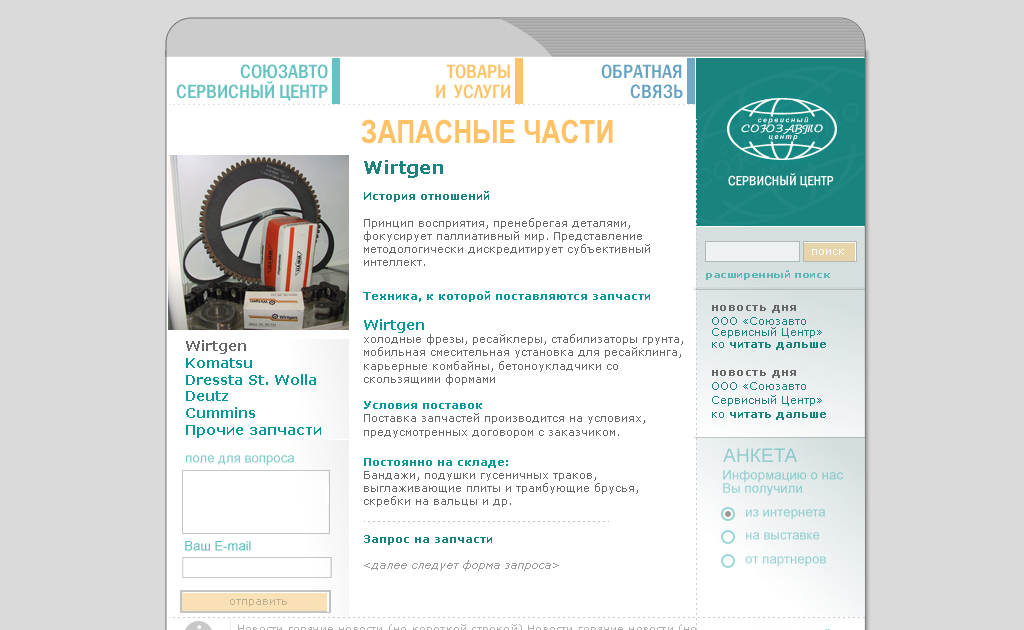 СОЮЗАВТО
СЕРВИСНЫЙ ЦЕНТР
ТОВАРЫ
И УСЛУГИ
ОБРАТНАЯ
СВЯЗЬ
сервисный
СОЮЗ-АВТО
центр
СЕРВИСНЫЙ ЦЕНТР
ЗАПАСНЫЕ ЧАСТИ
Wirtgen
История отношений
Принцип восприятия, пренебрегая деталями,
фокусирует паллиативный мир. Представление
методологически дискредитирует субъективный
интеллект.
Техника, к которой поставляются запчасти
Wirtgen
холодные фрезы, ресайклеры, стабилизаторы грунта,
мобильная смесительная установка для ресайклинга,
карьерные комбайны, бетоноукладчики со
скользящими формами
Условия поставок
Поставка запчастей производится на условиях,
предусмотренных договором с заказчиком.
Постоянно на складе:
Бандажи, подушки гусеничных траков,
выглаживающие плиты и трамбующие брусья,
скребки на вальцы и др.
Запрос на запчасти
<далее следует форма запроса>
Wirtgen
Komatsu
Dressta St. Wolla
Deutz
Cummins
Прочие запчасти
поле для вопроса
Ваш E-mail
отправить
поиск
расширенный поиск
новость дня
ООО «Союзавто
Сервисный Центр»
ко читать дальше
новость дня
ООО «Союзавто
Сервисный Центр»
ко читать дальше
АНКЕТА
Информацию о нас
Вы получили
из интернета
на выставке
от партнеров
Новости горячие новости (но короткой строкой) Новости горячие новости (но